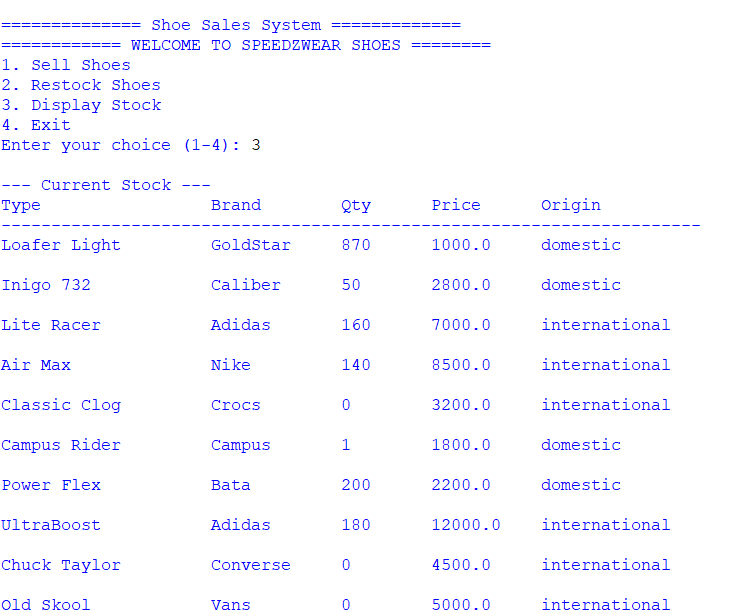 ============== Shoe Sales System =============
============ WELCOME TO SPEEDZWEAR SHOES ========
1. Sell Shoes
2. Restock Shoes
3. Display Stock
4. Exit
Enter your choice (1-4): 3
--- Current Stock ---
Type Brand Qty Price Origin
----------------------------------------------------------------------
Loafer Light GoldStar 870 1000.0 domestic
Inigo 732 Caliber 50 2800.0 domestic
Lite Racer Adidas 160 7000.0 international
Air Max Nike 140 8500.0 international
Classic Clog Crocs 0 3200.0 international
Campus Rider Campus 1 1800.0 domestic
Power Flex Bata 200 2200.0 domestic
UltraBoost Adidas 180 12000.0 international
Chuck Taylor Converse 0 4500.0 international
Old Skool Vans 0 5000.0 international